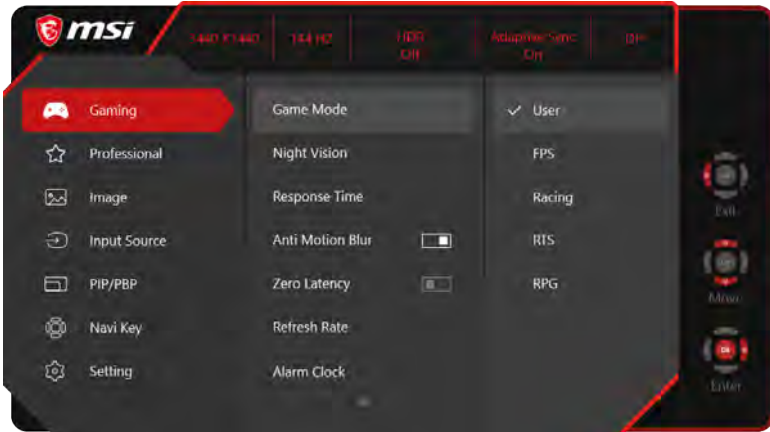 msi
144 HZ
HDR
Off
Adaptive Sync
On
Gaming
Professional
Image
Input Source
PIP/PBP
Navi Key
Setting
Game Mode
Night Vision
Response Time
Anti Motion Blur
Zero Latency
Refresh Rate
Alarm Clock
User
FPS
Racing
RTS
RPG
Exit
Move
Enter